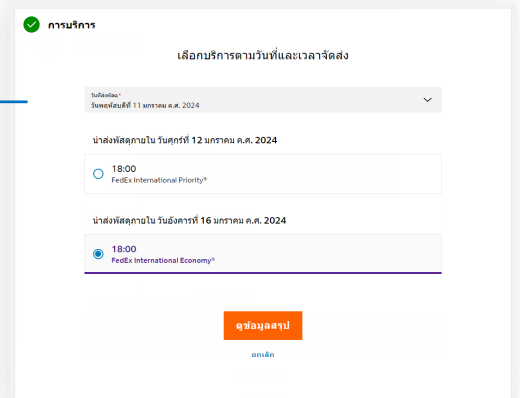 การบริการ
เลือกบริการตามวันที่และเวลาจัดส่ง
วันที่ส่งพัสดุ*
วันพฤหัสบดีที่ 11 มกราคม ค.ศ. 2024
นำส่งพัสดุภายใน วันศุกร์ที่ 12 มกราคม ค.ศ. 2024
18:00
FedEx International Priority®
นำส่งพัสดุภายใน วันอังคารที่ 16 มกราคม ค.ศ. 2024
18:00
FedEx International Economy®
ดูข้อมูลสรุป
ยกเลิก